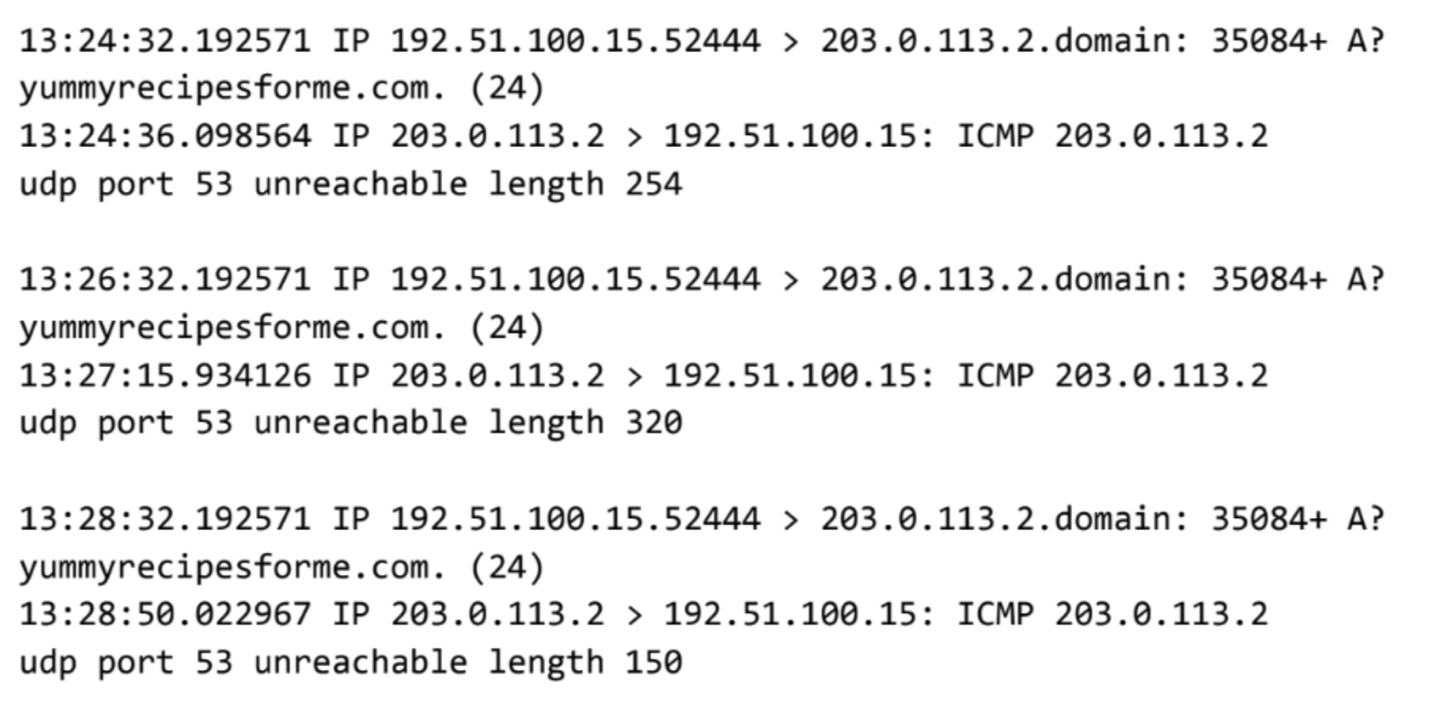 13:24:32.192571 IP 192.51.100.15.52444 > 203.0.113.2.domain: 35084+ A?
yummyrecipesforme.com. (24)
13:24:36.098564 IP 203.0.113.2 > 192.51.100.15: ICMP 203.0.113.2
udp port 53 unreachable length 254
13:26:32.192571 IP 192.51.100.15.52444 > 203.0.113.2.domain: 35084+ A?
yummyrecipesforme.com. (24)
13:27:15.934126 IP 203.0.113.2 > 192.51.100.15: ICMP 203.0.113.2
udp port 53 unreachable length 320
13:28:32.192571 IP 192.51.100.15.52444 > 203.0.113.2.domain: 35084+ A?
yummyrecipesforme.com. (24)
13:28:50.022967 IP 203.0.113.2 > 192.51.100.15: ICMP 203.0.113.2
udp port 53 unreachable length 150